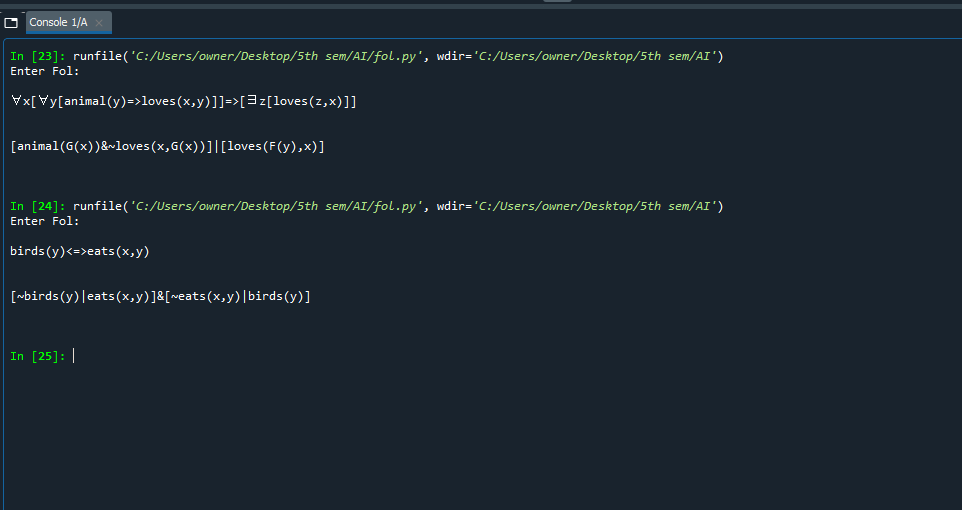 Console 1/A
In [23]: runfile('C:/Users/owner/Desktop/5th sem/AI/fol.py', wdir='C:/Users/owner/Desktop/5th sem/AI')
Enter Fol:
∀x[∀y[animal(y)=>loves(x,y)]]=>[∃z[loves(z,x)]]
[animal(G(x))&~loves(x,G(x))]|[loves(F(y),x)]
In [24]: runfile('C:/Users/owner/Desktop/5th sem/AI/fol.py', wdir='C:/Users/owner/Desktop/5th sem/AI')
Enter Fol:
birds(y)<=>eats(x,y)
[~birds(y)|eats(x,y)]&[~eats(x,y)|birds(y)]
In [25]: